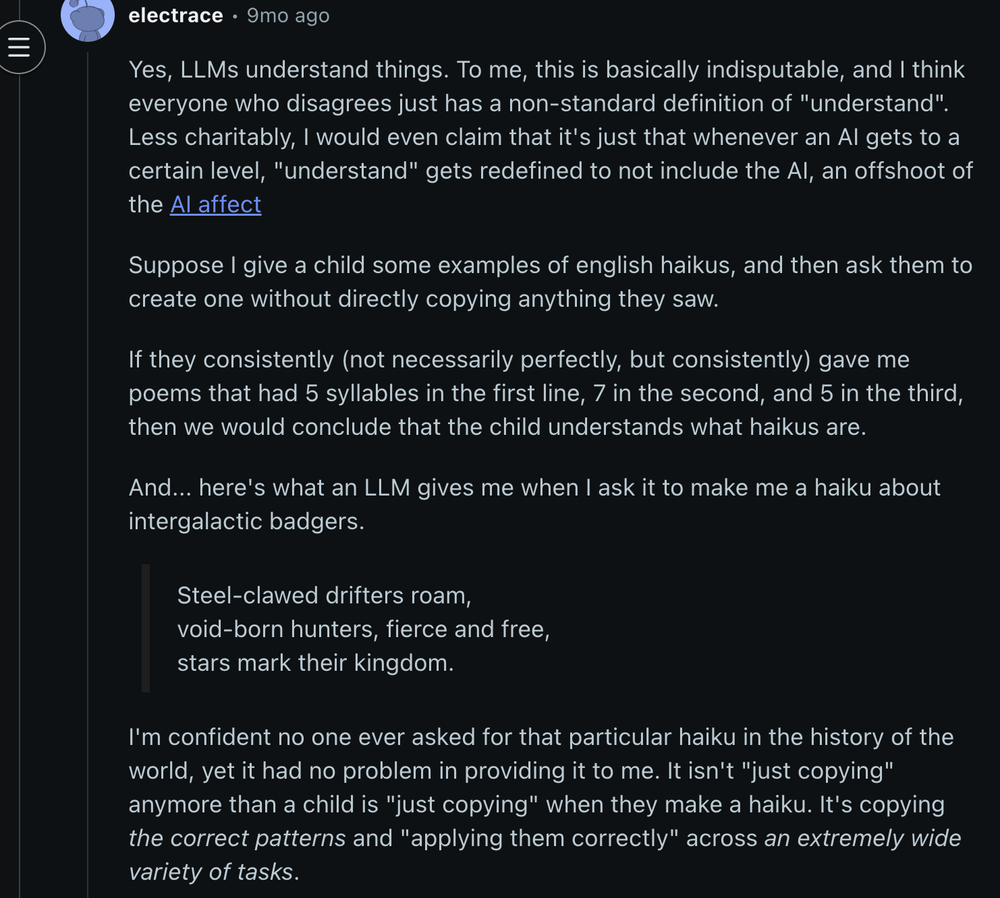 electrace • 9mo ago
Yes, LLMs understand things. To me, this is basically indisputable, and I think
everyone who disagrees just has a non-standard definition of "understand".
Less charitably, I would even claim that it's just that whenever an AI gets to a
certain level, "understand" gets redefined to not include the AI, an offshoot of
the AI affect
Suppose I give a child some examples of english haikus, and then ask them to
create one without directly copying anything they saw.
If they consistently (not necessarily perfectly, but consistently) gave me
poems that had 5 syllables in the first line, 7 in the second, and 5 in the third,
then we would conclude that the child understands what haikus are.
And... here's what an LLM gives me when I ask it to make me a haiku about
intergalactic badgers.
Steel-clawed drifters roam,
void-born hunters, fierce and free,
stars mark their kingdom.
I'm confident no one ever asked for that particular haiku in the history of the
world, yet it had no problem in providing it to me. It isn't "just copying"
anymore than a child is "just copying" when they make a haiku. It's copying
the correct patterns and "applying them correctly" across an extremely wide
variety of tasks.